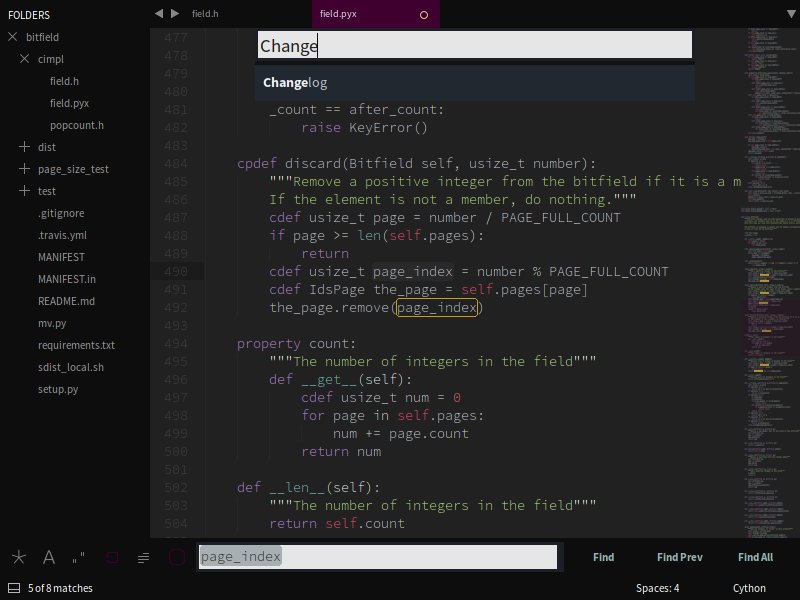 FOLDERS
bitfield
cimpl
field.h
field.pyx
popcount.h
dist
page_size_test
test
.gitignore
.travis.yml
MANIFEST
MANIFEST.in
README.md
mv.py
requirements.txt
sdist_local.sh
setup.py
field.h
field.pyx
Change
Changelog
477
478
479
480
481 _count == after_count:
482 raise KeyError()
483
484 cpdef discard(Bitfield self, usize_t number):
485 """Remove a positive integer from the bitfield if it is a m
486 If the element is not a member, do nothing."""
487 cdef usize_t page = number / PAGE_FULL_COUNT
488 if page >= len(self.pages):
489 return
490 cdef usize_t page_index = number % PAGE_FULL_COUNT
491 cdef IdsPage the_page = self.pages[page]
492 the_page.remove(page_index)
493
494 property count:
495 """The number of integers in the field"""
496 def __get__(self):
497 cdef usize_t num = 0
498 for page in self.pages:
499 num += page.count
500 return num
501
502 def __len__(self):
503 """The number of integers in the field"""
504 return self.count
A
page_index
Find
Find Prev
Find All
5 of 8 matches
Spaces: 4
Cython